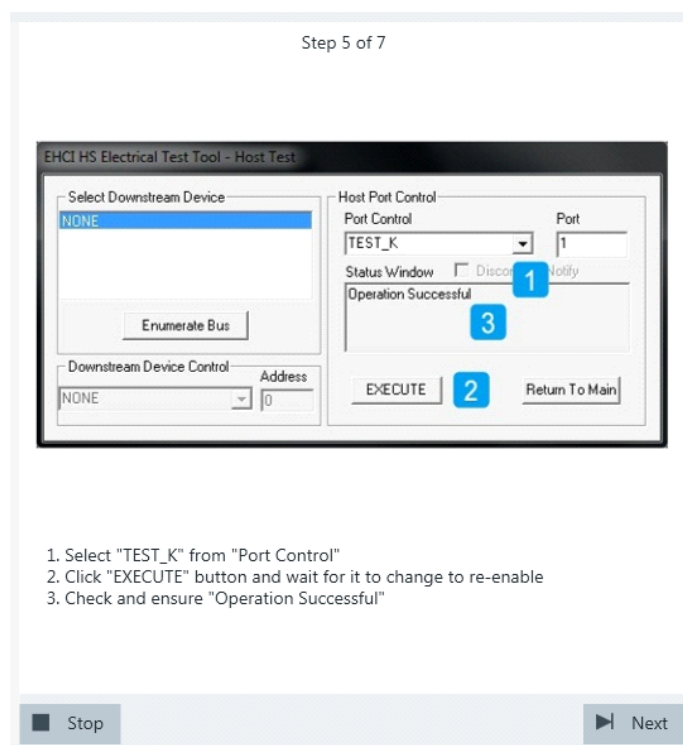 Step 5 of 7
EHCI HS Electrical Test Tool - Host Test
Select Downstream Device
NONE
Enumerate Bus
Downstream Device Control
Address
NONE
0
Host Port Control
Port Control
Port
TEST_K
1
Status Window
Notify
1
Operation Successful
3
EXECUTE
2
Return To Main
1. Select "TEST_K" from "Port Control"
2. Click "EXECUTE" button and wait for it to change to re-enable
3. Check and ensure "Operation Successful"
Stop
Next